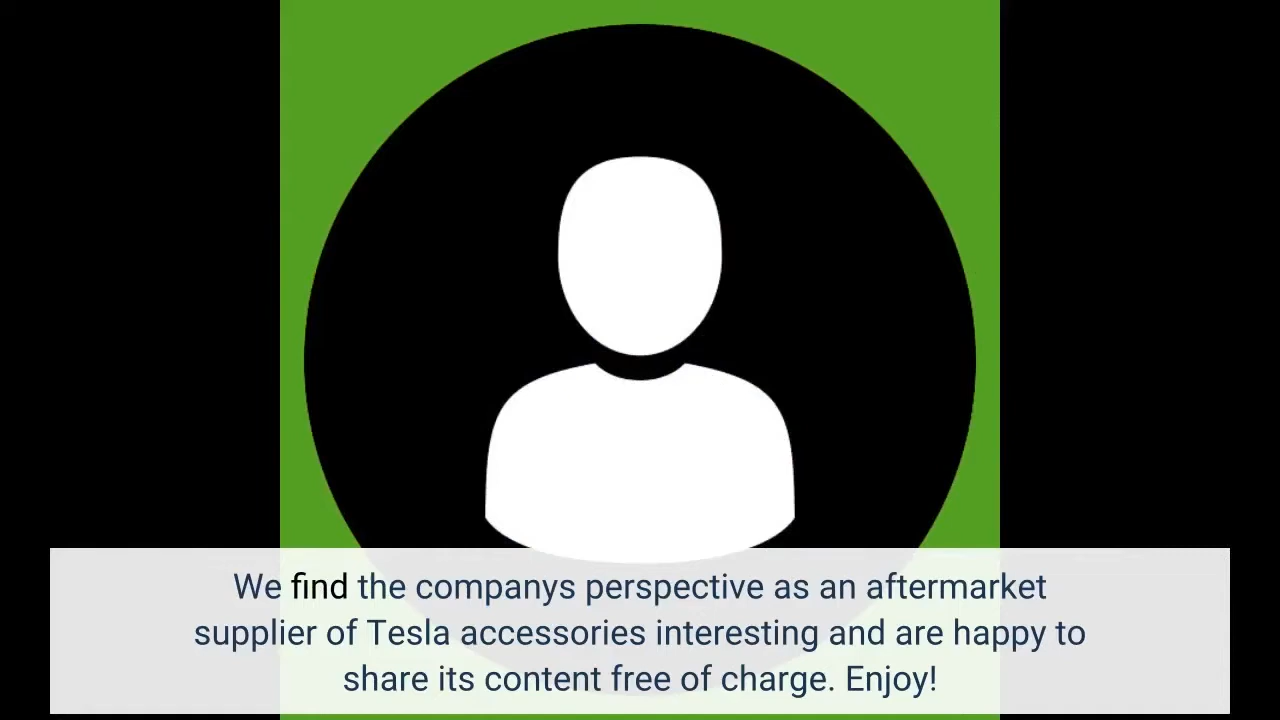 We find the companys perspective as an aftermarket
supplier of Tesla accessories interesting and are happy to
share its content free of charge. Enjoy!